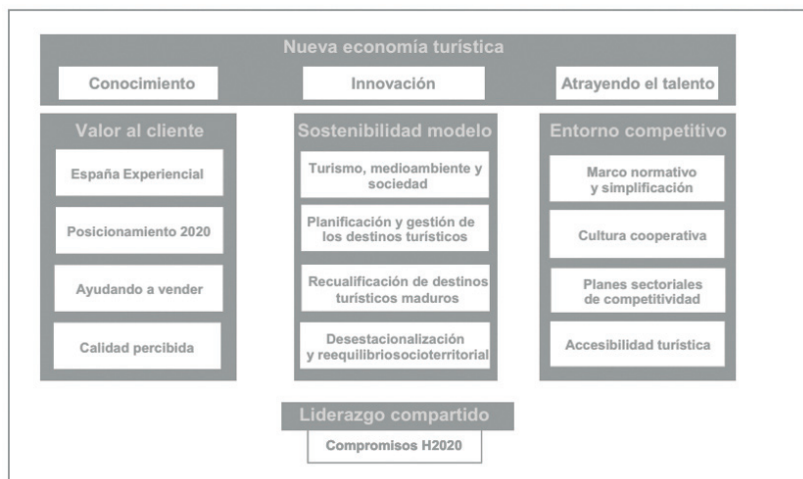 Nueva economía turística
Conocimiento
Innovación
Atrayendo el talento
Valor al cliente
España Experiencial
Posicionamiento 2020
Ayudando a vender
Calidad percibida
Sostenibilidad modelo
Turismo, medioambiente y
sociedad
Planificación y gestión de
los destinos turísticos
Recualificación de destinos
turísticos maduros
Desestacionalización
y reequilibriosocioterritorial
Entorno competitivo
Marco normativo
y simplificación
Cultura cooperativa
Planes sectoriales
de competitividad
Accesibilidad turística
Liderazgo compartido
Compromisos H2020